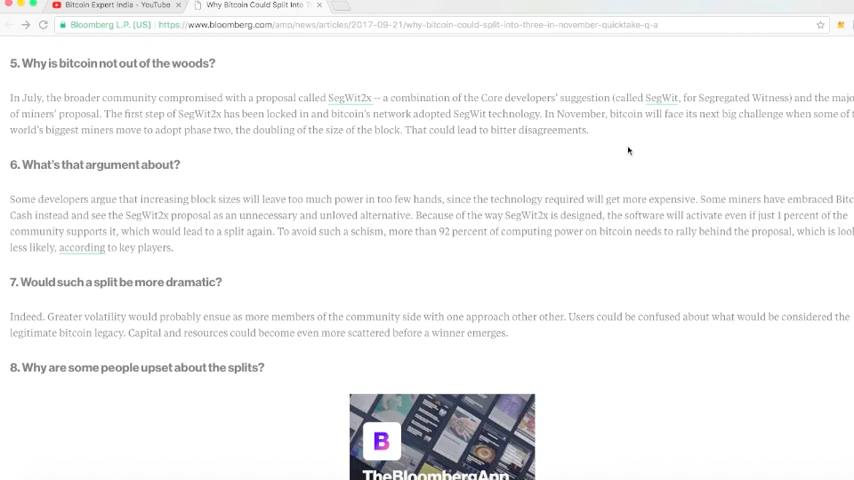 Bitcoin Expert India - YouTube
Why Bitcoin Could Split Into
Bloomberg L.P. [US] | https://www.bloomberg.com/amp/news/articles/2017-09-21/why-bitcoin-could-split-into-three-in-november-quicktake-q-a
5. Why is bitcoin not out of the woods?
In July, the broader community compromised with a proposal called SegWit2x -- a combination of the Core developers' suggestion (called SegWit, for Segregated Witness) and the majo
of miners' proposal. The first step of SegWit2x has been locked in and bitcoin's network adopted SegWit technology. In November, bitcoin will face its next big challenge when some of t
world's biggest miners move to adopt phase two, the doubling of the size of the block. That could lead to bitter disagreements.
6. What's that argument about?
Some developers argue that increasing block sizes will leave too much power in too few hands, since the technology required will get more expensive. Some miners have embraced Bitc
Cash instead and see the SegWit2x proposal as an unnecessary and unloved alternative. Because of the way SegWit2x is designed, the software will activate even if just 1 percent of the
community supports it, which would lead to a split again. To avoid such a schism, more than 92 percent of computing power on bitcoin needs to rally behind the proposal, which is loo
less likely, according to key players.
7. Would such a split be more dramatic?
Indeed. Greater volatility would probably ensue as more members of the community side with one approach other other. Users could be confused about what would be considered the
legitimate bitcoin legacy. Capital and resources could become even more scattered before a winner emerges.
8. Why are some people upset about the splits?
B
TheBloombergApp